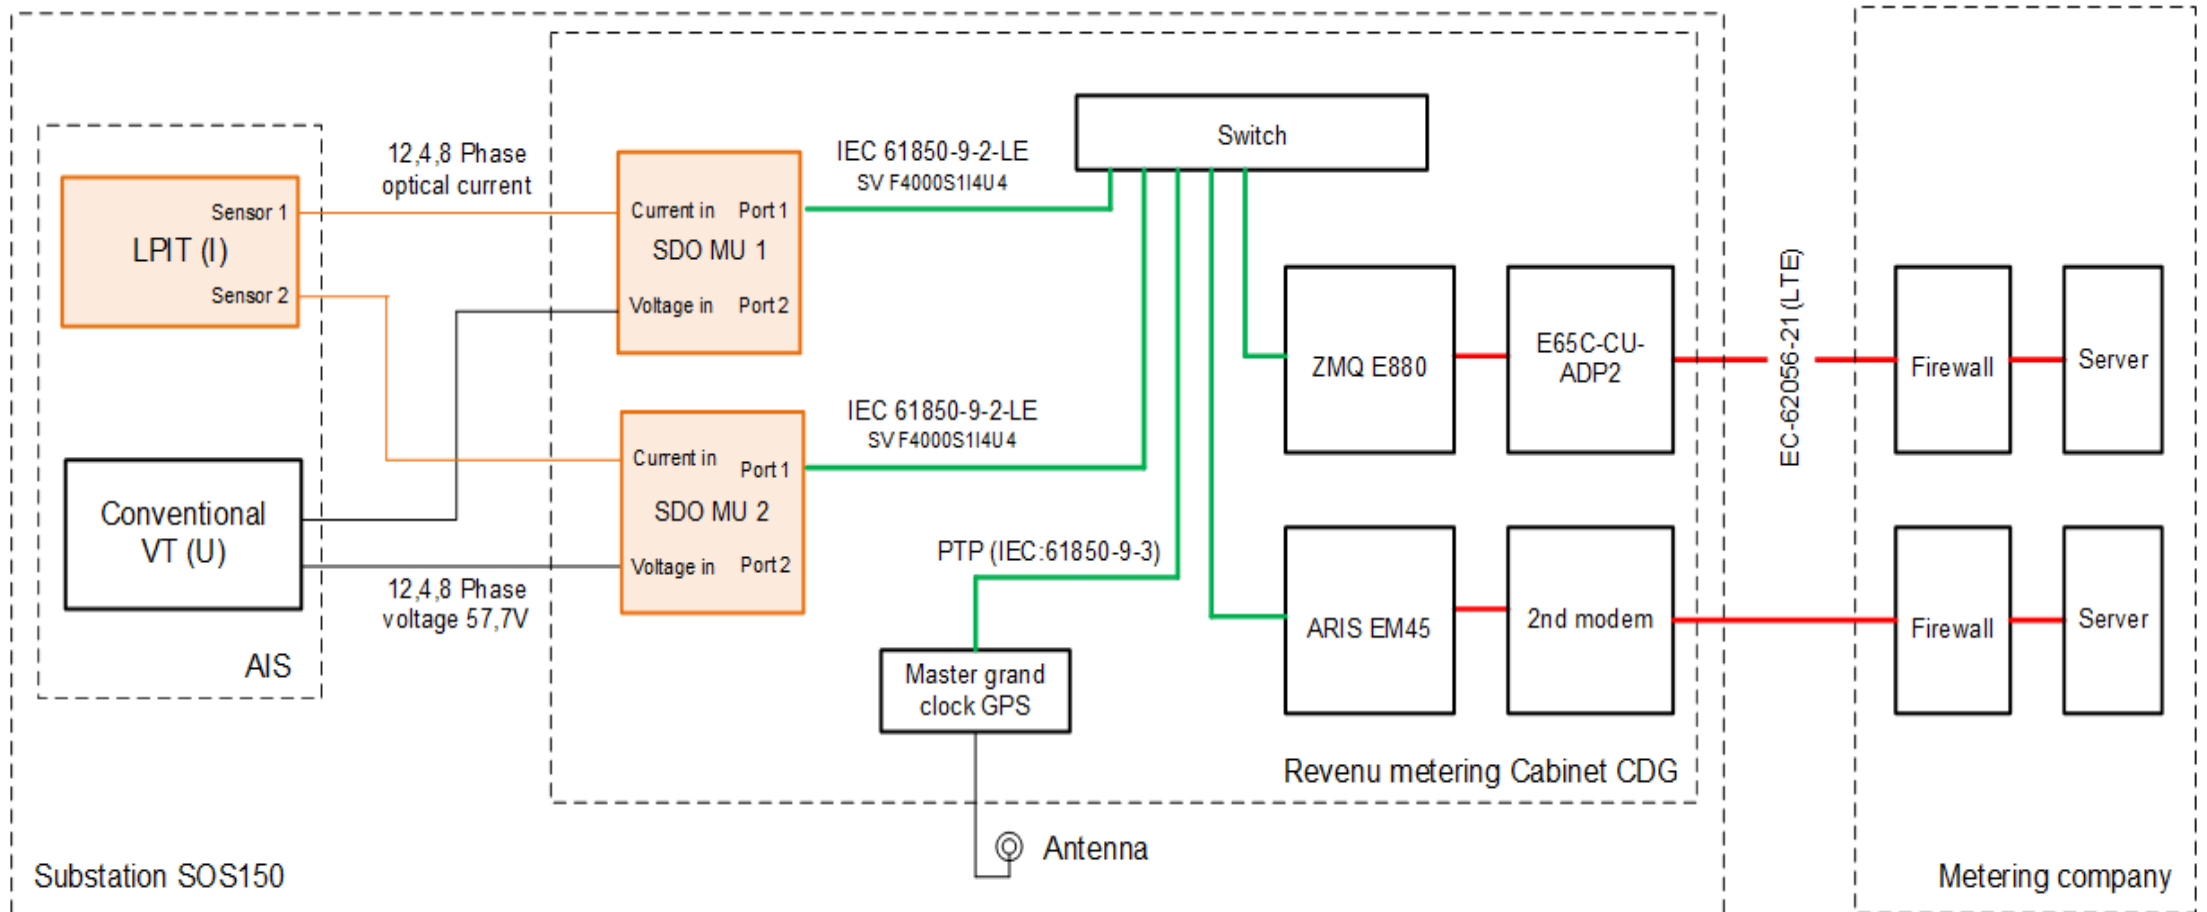 12,4,8 Phase
optical current
IEC 61850-9-2-LE
SV F4000S1I4U4
Switch
Sensor 1
LPIT (I)
Sensor 2
Current in Port 1
SDO MU 1
Voltage in Port 2
ZMQ E880
E65C-CU-
ADP2
EC-62056-21 (LTE)
Firewall
Server
IEC 61850-9-2-LE
SV F4000S1I4U4
Current in Port 1
SDO MU 2
Voltage in Port 2
Conventional
VT (U)
12,4,8 Phase
voltage 57,7V
AIS
PTP (IEC:61850-9-3)
Master grand
clock GPS
ARIS EM45
2nd modem
Firewall
Server
Revenu metering Cabinet CDG
Antenna
Substation SOS150
Metering company